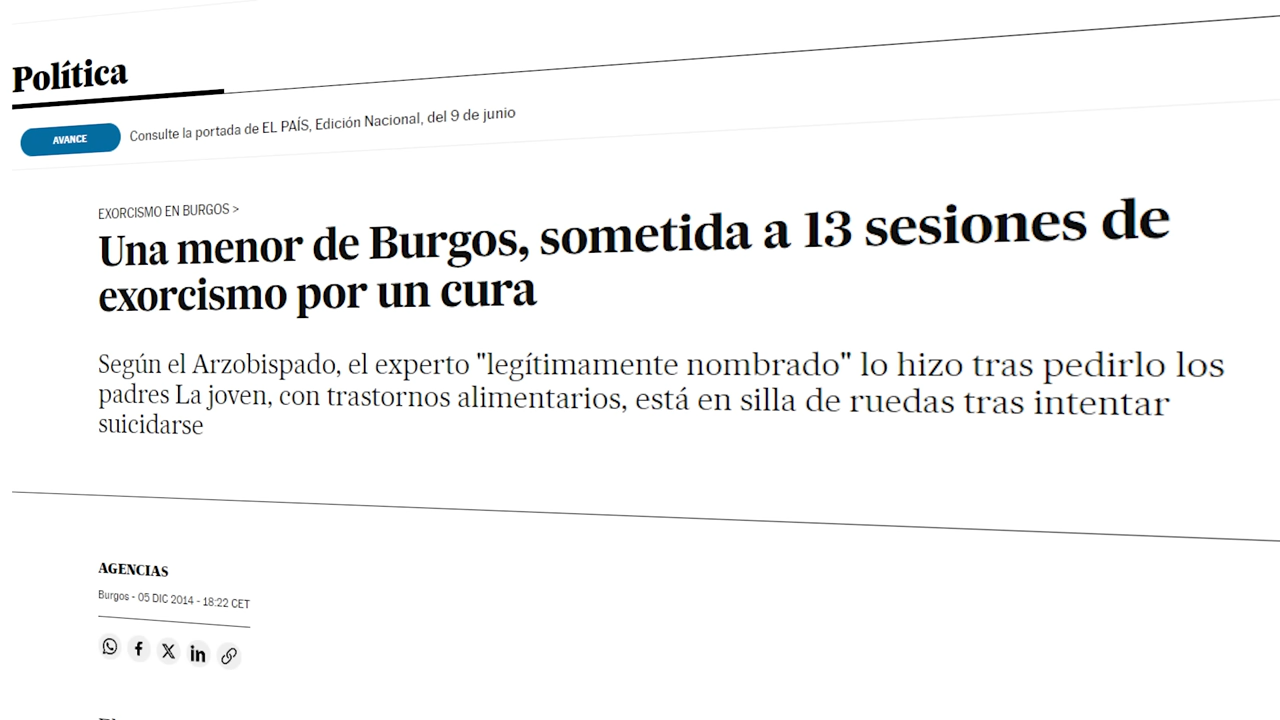 Política
AVANCE Consulte la portada de EL PAÍS, Edición Nacional, del 9 de junio
EXORCISMO EN BURGOS >
Una menor de Burgos, sometida a 13 sesiones de
exorcismo por un cura
Según el Arzobispado, el experto "legítimamente nombrado" lo hizo tras pedirlo los
padres La joven, con trastornos alimentarios, está en silla de ruedas tras intentar
suicidarse
AGENCIAS
Burgos - 05 DIC 2014 - 18:22 CET